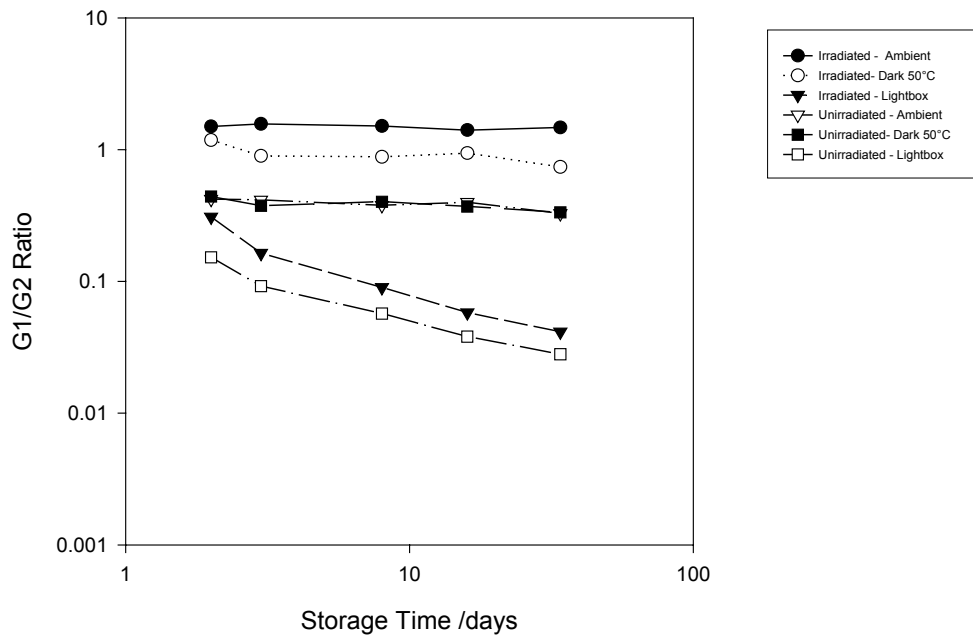 10
1
0.1
0.01
0.001
G1/G2 Ratio
1
10
100
Storage Time /days
Irradiated -  Ambient
Irradiated- Dark 50°C
Irradiated - Lightbox
Unirradiated - Ambient
Unirradiated- Dark 50°C
Unirradiated - Lightbox